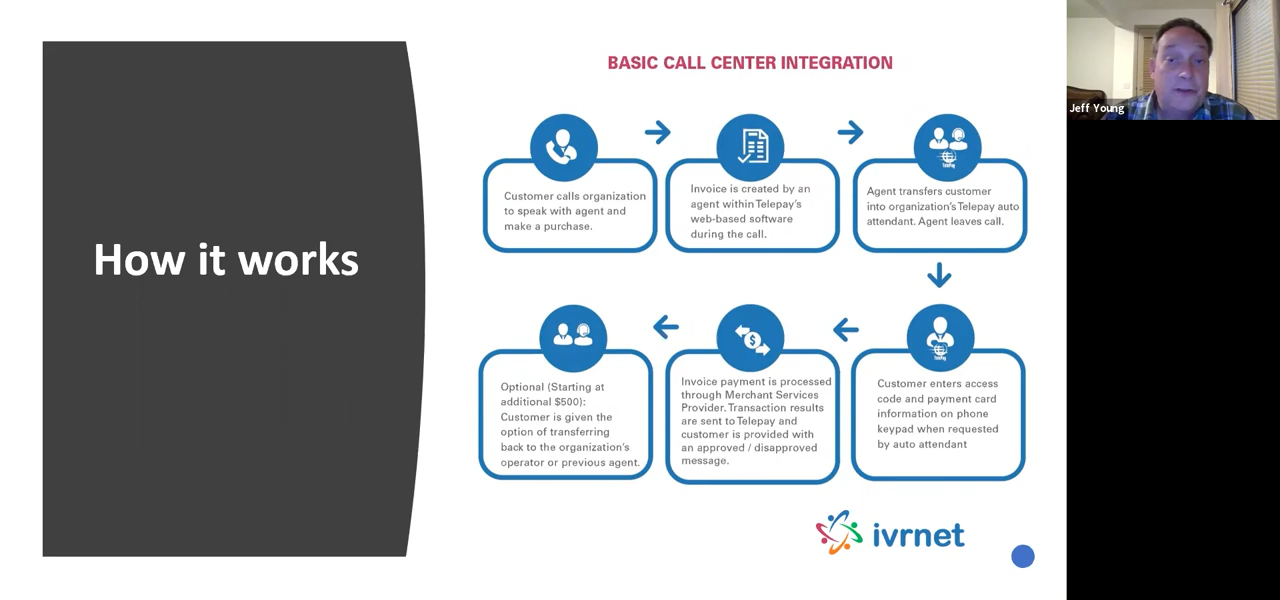 BASIC CALL CENTER INTEGRATION
How it works
Customer calls organization
to speak with agent and
make a purchase.
Invoice is created by an
agent within Telepay's
web-based software
during the call.
TelePay
Agent transfers customer
into organization's Telepay auto
attendant. Agent leaves call.
TelePay
Customer enters access
code and payment card
information on phone
keypad when requested
by auto attendant
Invoice payment is processed
through Merchant Services
Provider. Transaction results
are sent to Telepay and
customer is provided with
an approved / disapproved
message.
Optional (Starting at
additional $500):
Customer is given the
option of transferring
back to the organization's
operator or previous agent.
ivrnet
Jeff Young